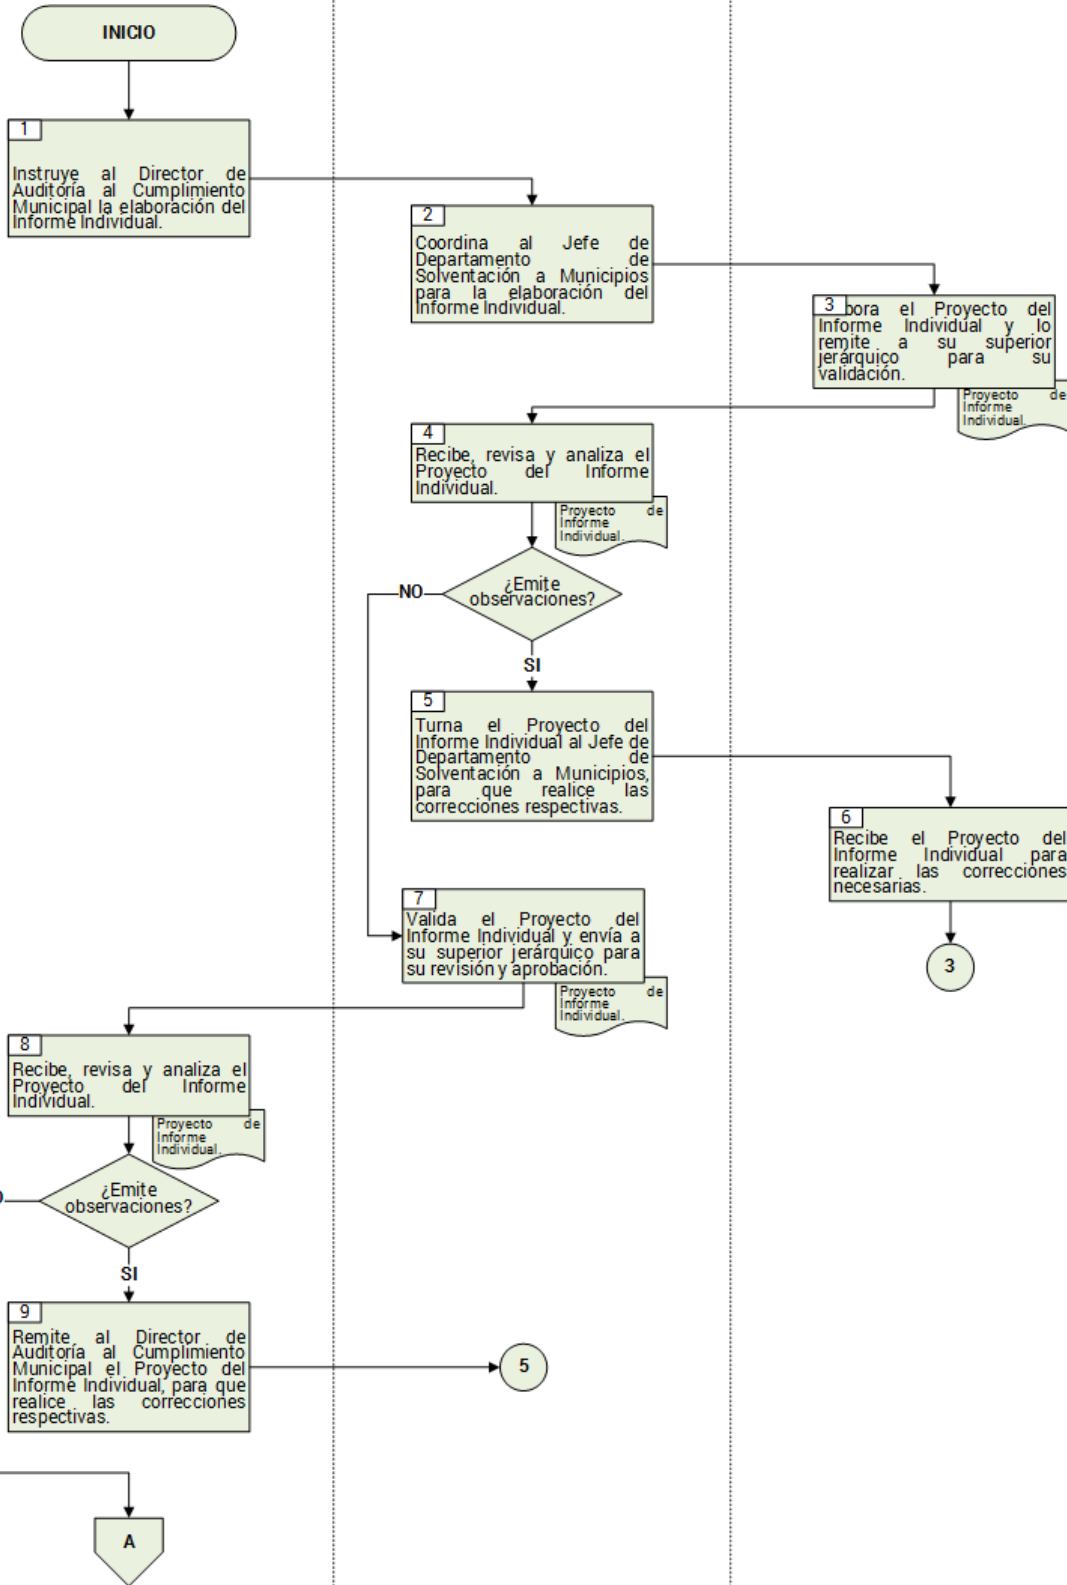 INICIO
1
Instruye al Director de
Auditoría al Cumplimiento
Municipal la elaboración del
Informe Individual.
2
Coordina al Jefe de
Departamento de
Solventación a Municipios
para la elaboración del
Informe Individual.
3
bora el Proyecto del
Informe Individual y lo
remite a su superior
jerárquico para su
validación.
Proyecto de
Informe
Individual.
4
Recibe, revisa y analiza el
Proyecto del Informe
Individual.
Proyecto de
Informe
Individual.
¿Emite
observaciones?
NO
SI
5
Turna el Proyecto del
Informe Individual al Jefe de
Departamento de
Solventación a Municipios,
para que realice las
correcciones respectivas.
6
Recibe el Proyecto del
Informe Individual para
realizar las correcciones
necesarias.
3
7
Valida el Proyecto del
Informe Individual y envía a
su superior jerárquico para
su revisión y aprobación.
Proyecto de
Informe
Individual.
8
Recibe, revisa y analiza el
Proyecto del Informe
Individual.
Proyecto de
Informe
Individual.
¿Emite
observaciones?
SI
9
Remite al Director de
Auditoría al Cumplimiento
Municipal el Proyecto del
Informe Individual, para que
realice las correcciones
respectivas.
5
A